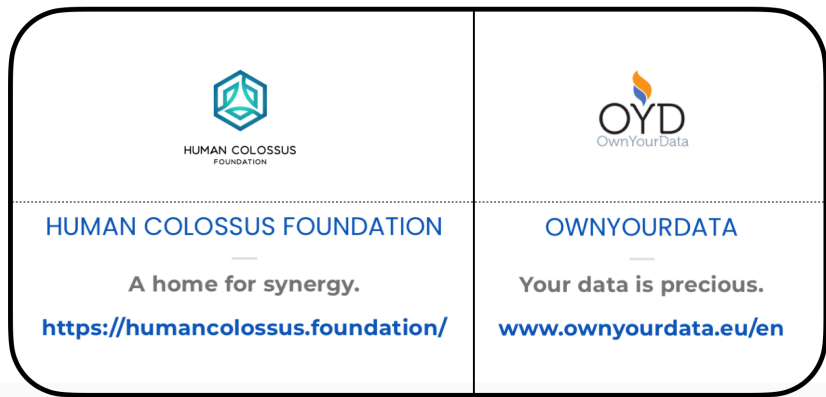 HUMAN COLOSSUS
FOUNDATION
OYD
OwnYourData
HUMAN COLOSSUS FOUNDATION
A home for synergy.
https://humancolossus.foundation/
OWNYOURDATA
Your data is precious.
www.ownyourdata.eu/en